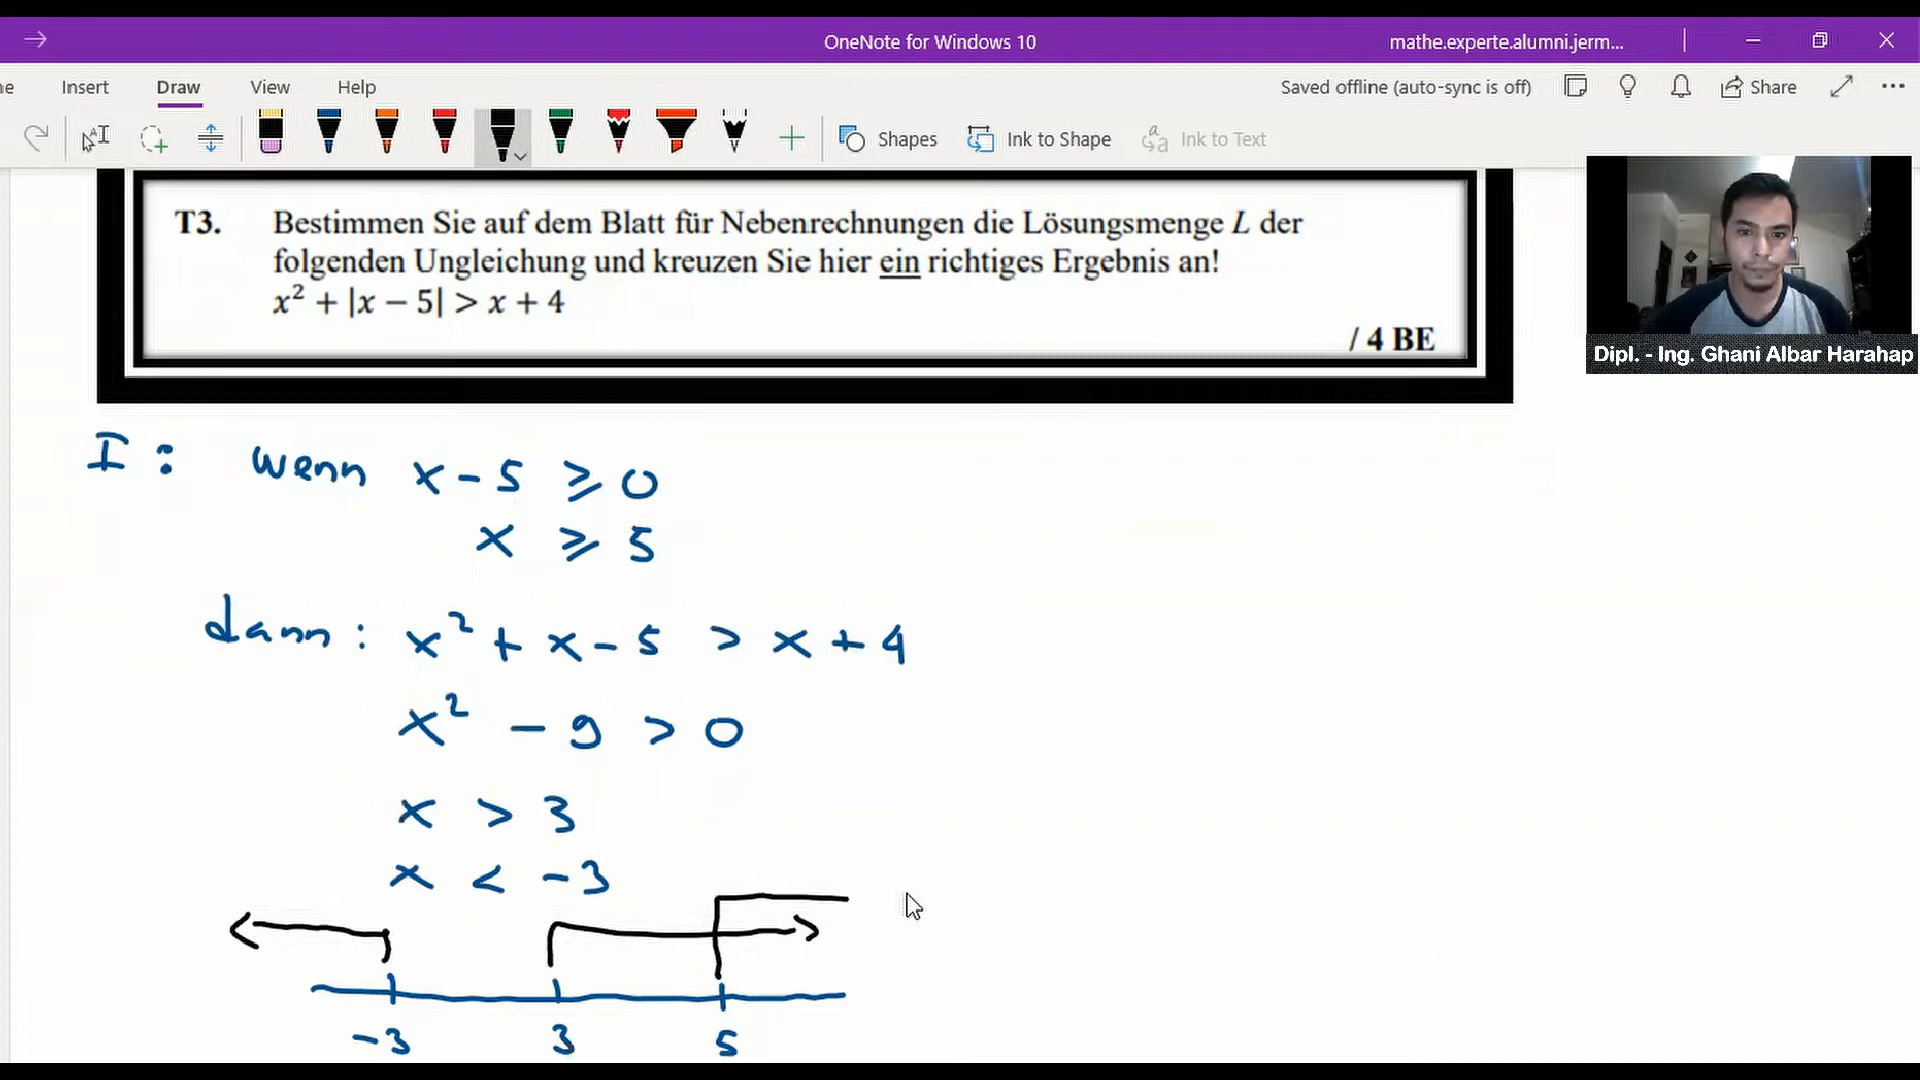 OneNote for Windows 10
mathe.experte.alumni.jerm...
Insert Draw View Help
Saved offline (auto-sync is off)
Share
Shapes
Ink to Shape
Ink to Text
T3. Bestimmen Sie auf dem Blatt für Nebenrechnungen die Lösungsmenge L der
folgenden Ungleichung und kreuzen Sie hier ein richtiges Ergebnis an!
x² + |x − 5| > x + 4
/ 4 BE
Dipl. - Ing. Ghani Albar Harahap
I : wenn x - 5 ≥ 0
x ≥ 5
dann : x² + x - 5 > x + 4
x² - 9 > 0
x > 3
x < -3
-3 3 5